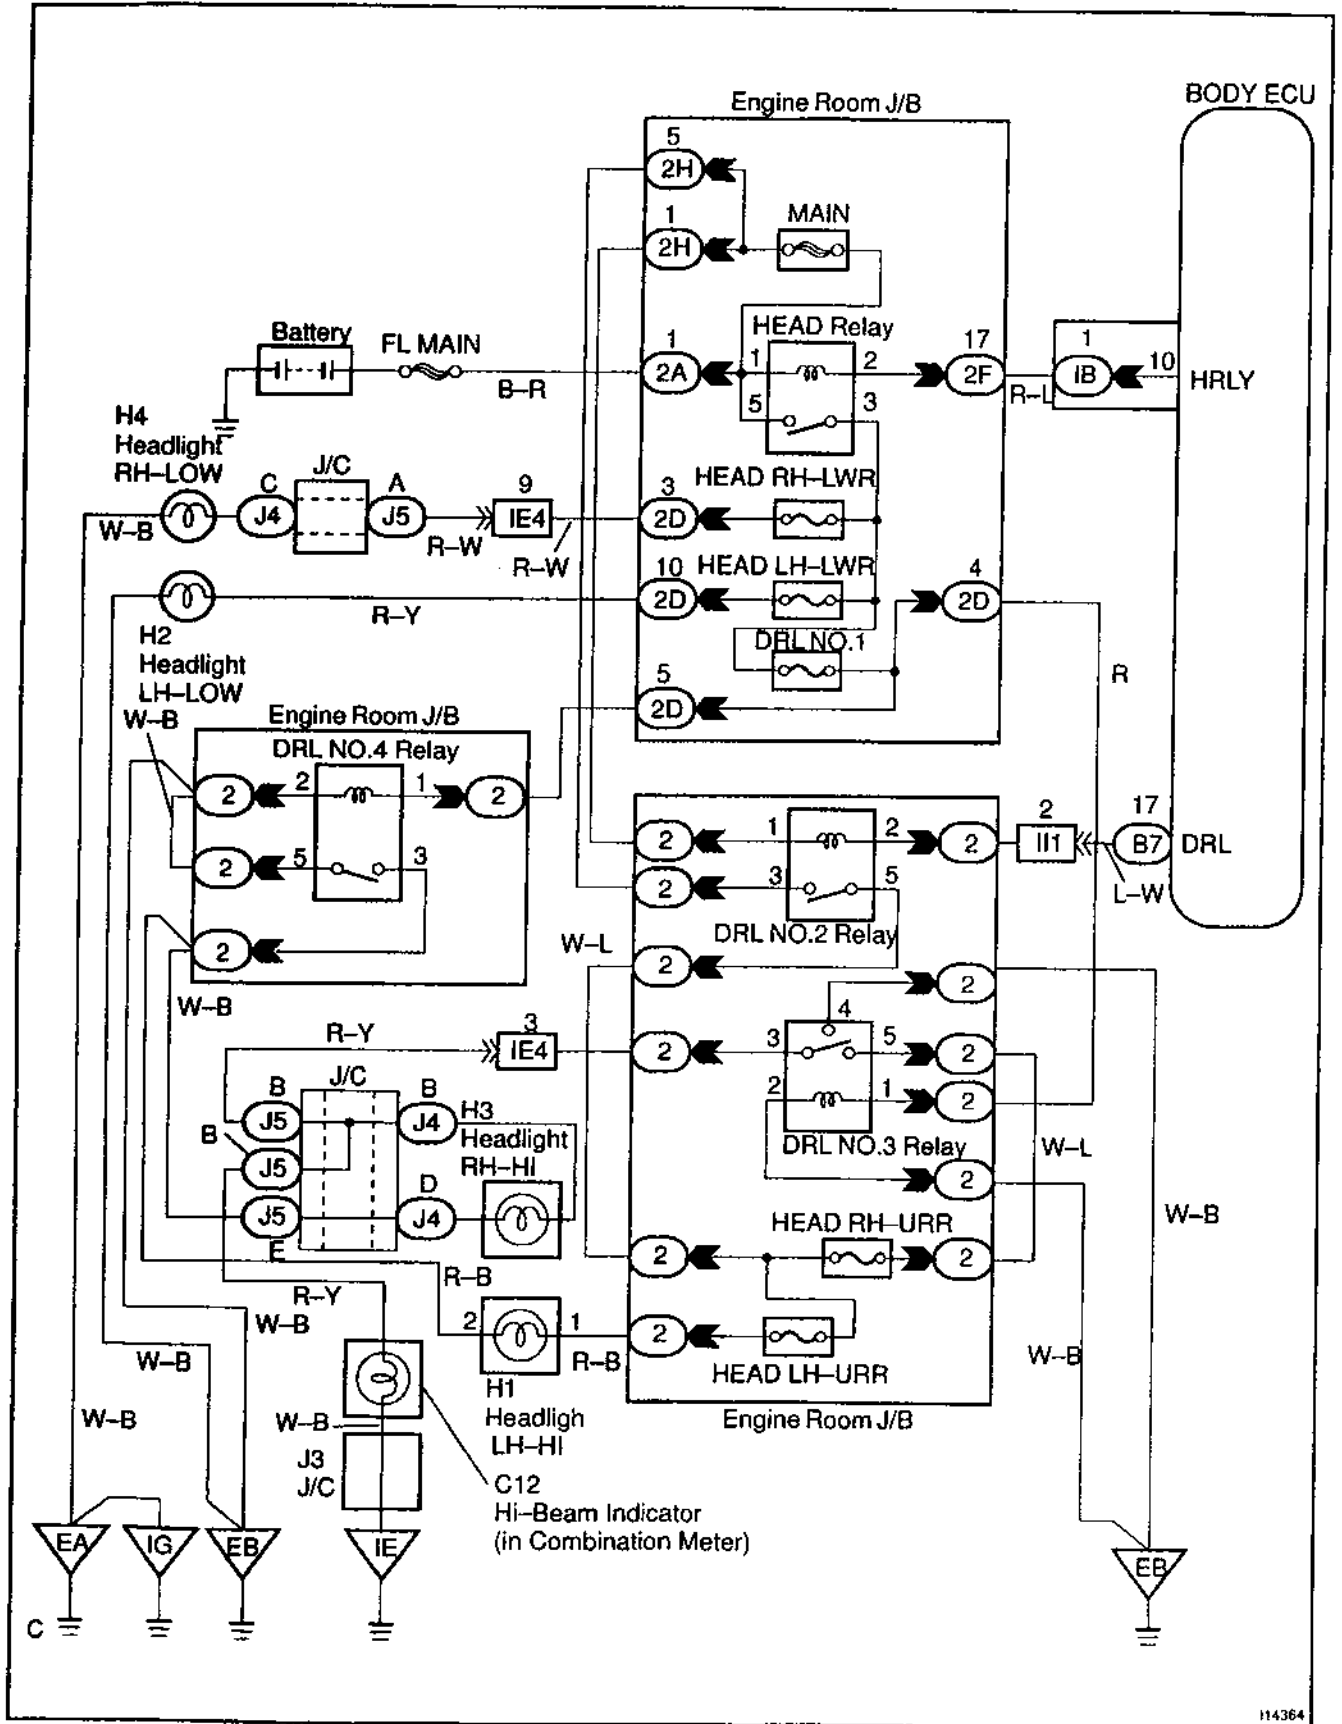 BODY ECU
Engine Room J/B
5
2H
1
2H
MAIN
Battery
FL MAIN
B–R
1
2A
HEAD Relay
1
2
5
3
17
2F
R–L
1
IB
10
HRLY
H4
Headlight
RH–LOW
W–B
C
J4
J/C
A
J5
R–W
9
IE4
R–W
3
2D
HEAD RH–LWR
10
2D
HEAD LH–LWR
4
2D
R–Y
H2
Headlight
LH–LOW
DRL NO.1
5
2D
R
W–B
Engine Room J/B
DRL NO.4 Relay
2
2
1
2
2
5
3
2
W–B
2
1
2
2
2
II1
17
B7
DRL
L–W
2
3
5
DRL NO.2 Relay
W–L
2
2
4
R–Y
3
IE4
2
3
5
2
2
1
2
DRL NO.3 Relay
W–L
2
J/C
B
J5
B
J4
H3
Headlight
RH–HI
B
J5
D
J4
J5
E
W–B
HEAD RH–URR
2
2
R–B
R–Y
W–B
2
1
R–B
2
HEAD LH–URR
W–B
W–B
Engine Room J/B
H1
Headligh
LH–HI
W–B
W–B
J3
J/C
C12
Hi–Beam Indicator
(in Combination Meter)
EA
IG
EB
IE
EB
C
I14364